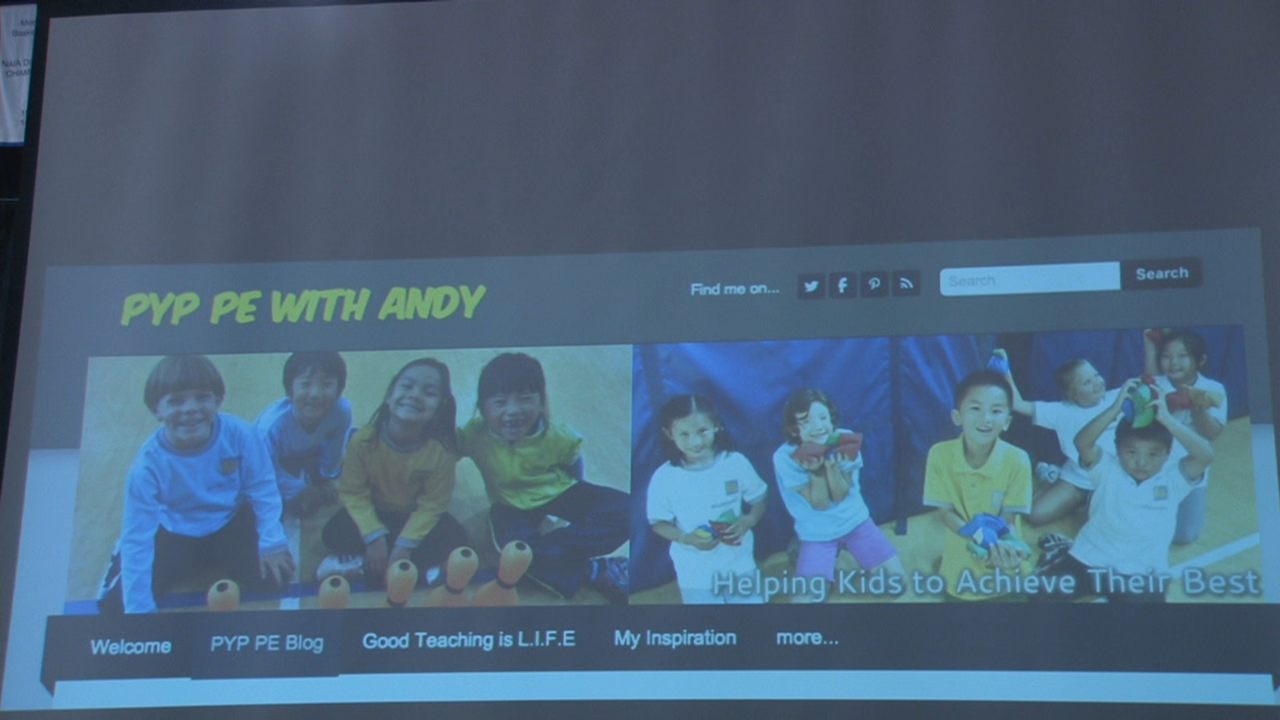 PYP PE WITH ANDY
Find me on...
Search
Search
Helping Kids to Achieve Their Best
Welcome
PYP PE Blog
Good Teaching is L.I.F.E
My Inspiration
more...